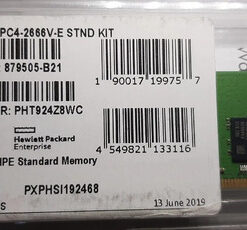 PC4-2666V-E STND KIT
879505-B21
1 90017 19975 7
R: PHT924Z8WC
Hewlett Packard
Enterprise
HPE Standard Memory
4 549821 133116
PXPHSI192468
13 June 2019